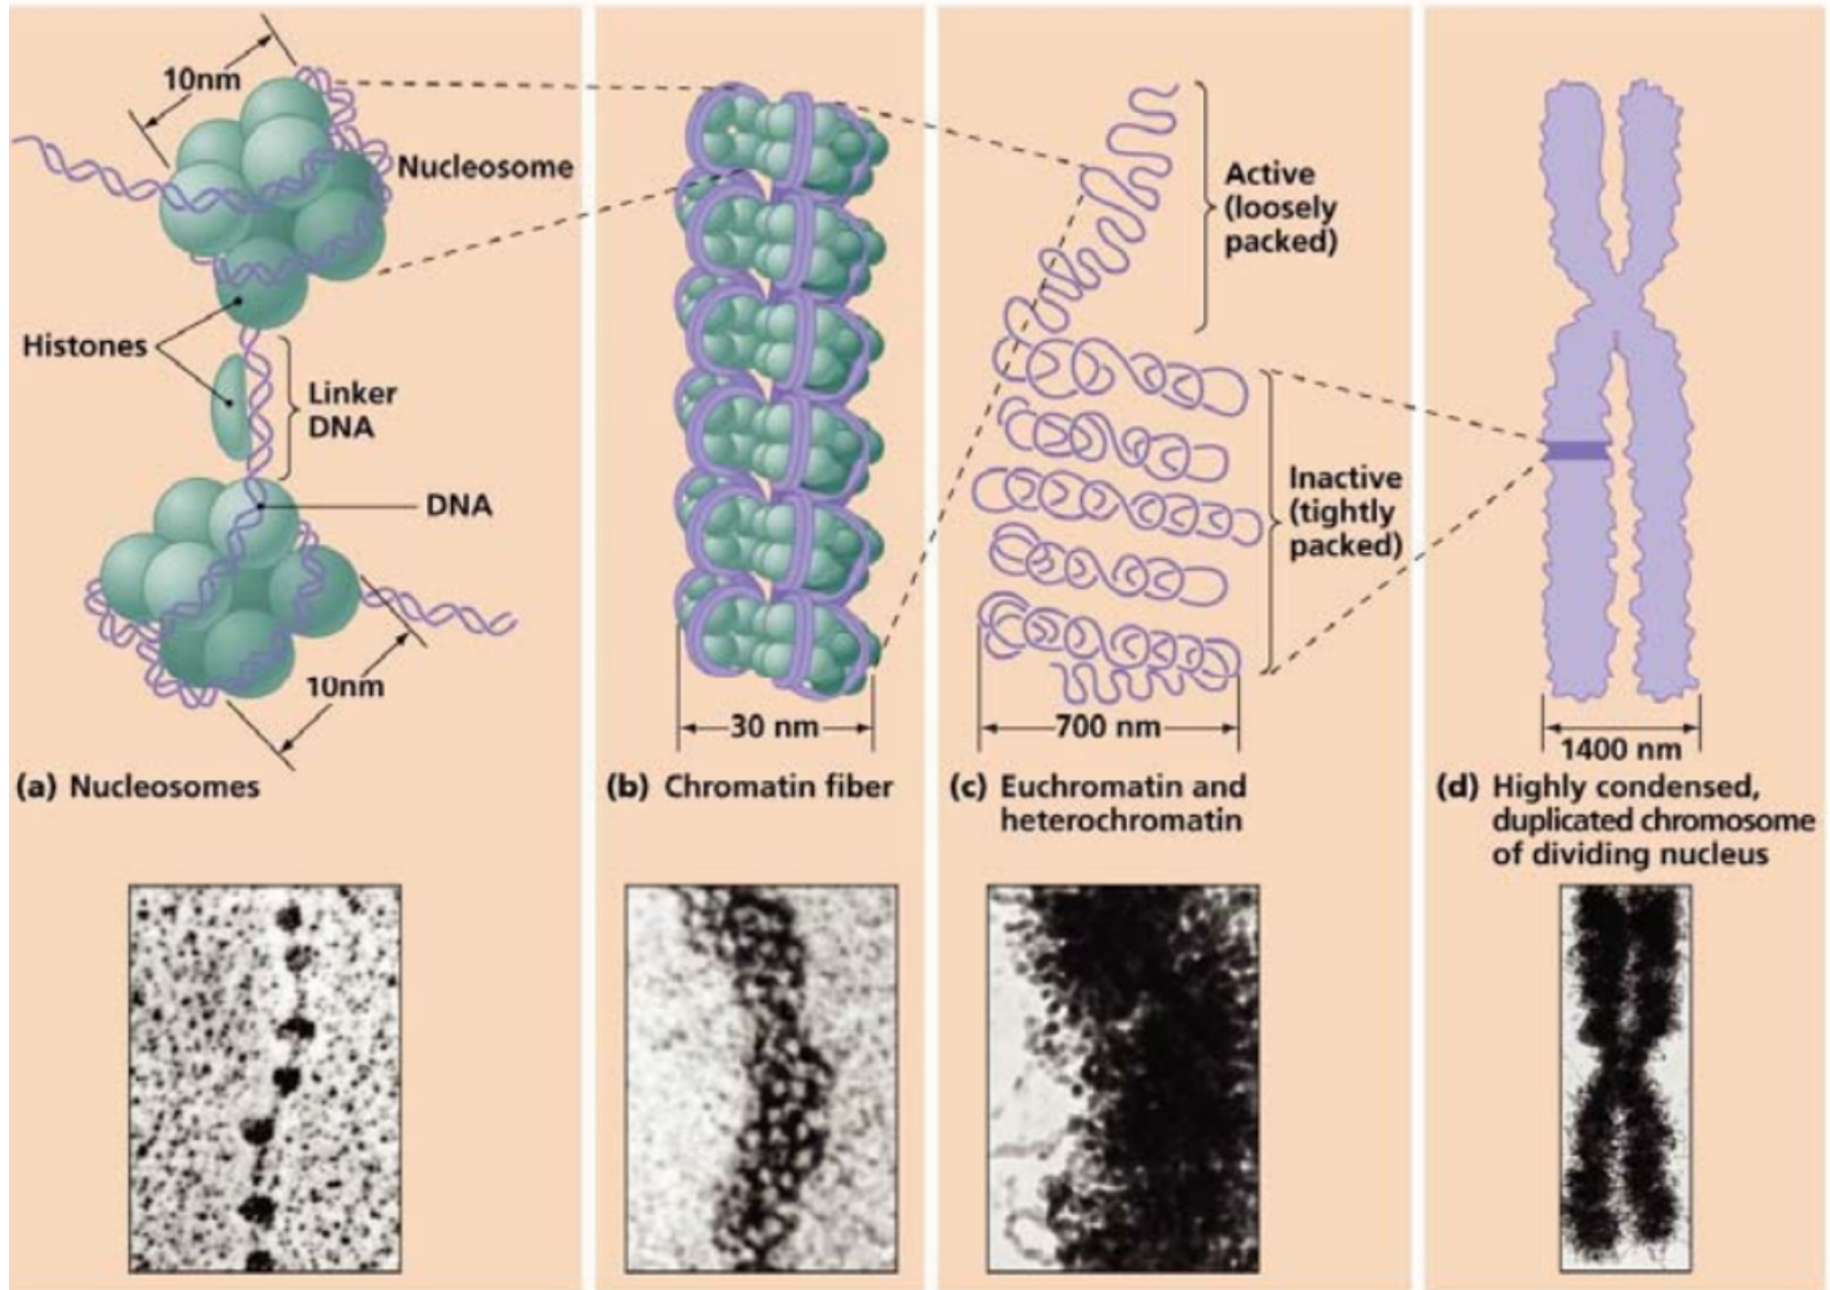 10nm
Nucleosome
Histones
Linker
DNA
DNA
10nm
(a) Nucleosomes
30 nm
(b) Chromatin fiber
Active
(loosely
packed)
Inactive
(tightly
packed)
700 nm
(c) Euchromatin and
heterochromatin
1400 nm
(d) Highly condensed,
duplicated chromosome
of dividing nucleus